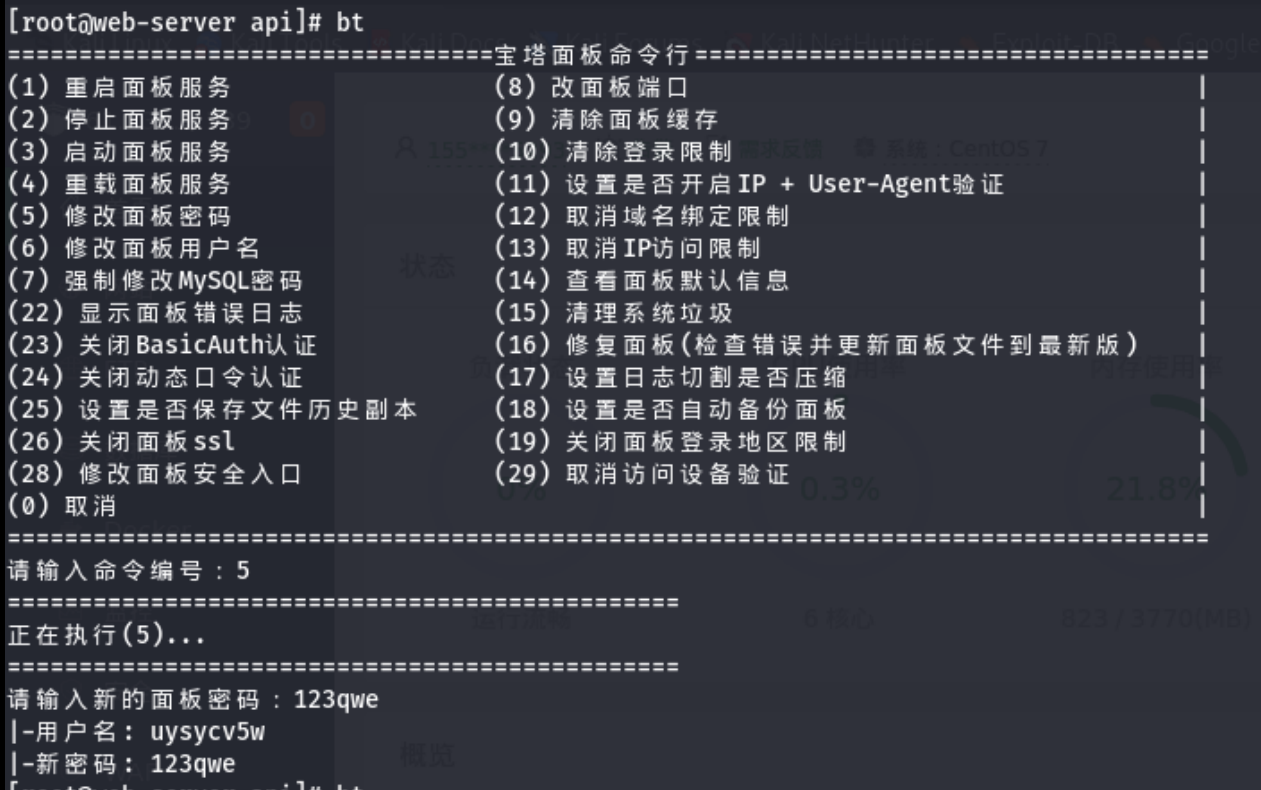 [root@web-server api]# bt
==================================宝塔面板命令行====================================
(1) 重启面板服务 (8) 改面板端口 |
(2) 停止面板服务 (9) 清除面板缓存 |
(3) 启动面板服务 (10) 清除登录限制 |
(4) 重载面板服务 (11) 设置是否开启IP + User-Agent验证 |
(5) 修改面板密码 (12) 取消域名绑定限制 |
(6) 修改面板用户名 (13) 取消IP访问限制 |
(7) 强制修改MySQL密码 (14) 查看面板默认信息 |
(22) 显示面板错误日志 (15) 清理系统垃圾 |
(23) 关闭BasicAuth认证 (16) 修复面板(检查错误并更新面板文件到最新版) |
(24) 关闭动态口令认证 (17) 设置日志切割是否压缩 |
(25) 设置是否保存文件历史副本 (18) 设置是否自动备份面板 |
(26) 关闭面板ssl (19) 关闭面板登录地区限制 |
(28) 修改面板安全入口 (29) 取消访问设备验证 |
(0) 取消 |
====================================================================================
请输入命令编号：5
===============================================
正在执行(5)...
===============================================
请输入新的面板密码：123qwe
|-用户名: uysycv5w
|-新密码: 123qwe
[root@web-server api]# bt